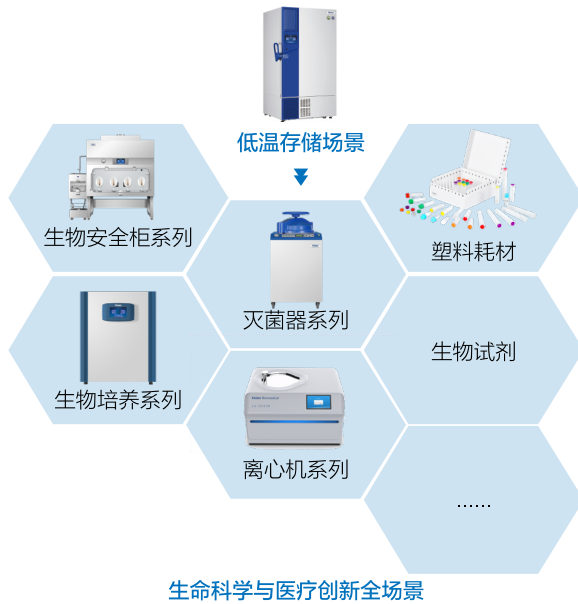 低温存储场景
生物安全柜系列
塑料耗材
灭菌器系列
生物试剂
生物培养系列
离心机系列
……
生命科学与医疗创新全场景